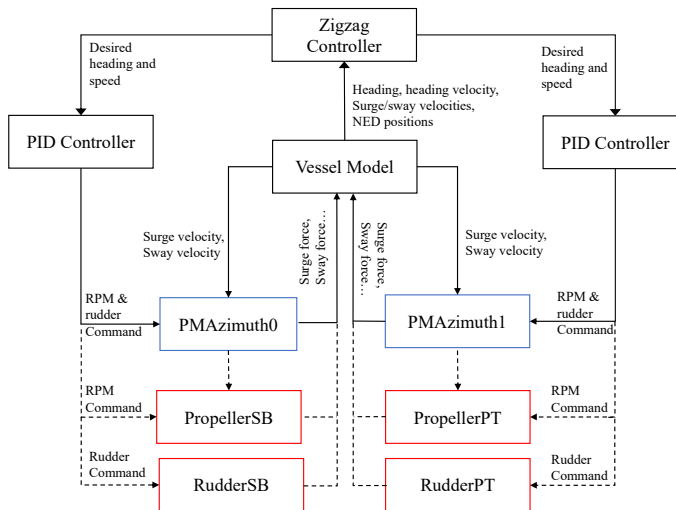 Zigzag
Controller
Desired
heading and
speed
Desired
heading and
speed
Heading, heading velocity,
Surge/sway velocities,
NED positions
PID Controller
PID Controller
Vessel Model
Surge velocity,
Sway velocity
Surge force,
Sway force…
Surge force,
Sway force…
Surge velocity,
Sway velocity
RPM &
rudder
Command
PMAzimuth0
PMAzimuth1
RPM &
rudder
Command
RPM
Command
PropellerSB
PropellerPT
RPM
Command
Rudder
Command
RudderSB
RudderPT
Rudder
Command